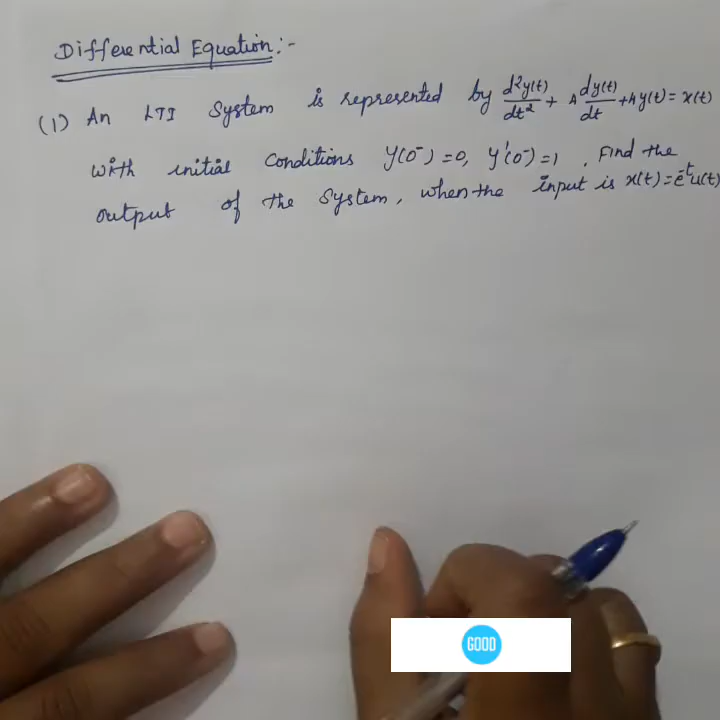 Differential Equation:-
(1) An LTI System is represented by d²y(t)/dt² + 4 dy(t)/dt + 4y(t) = x(t)
with initial Conditions y(0⁻)=0, y'(0⁻)=1 . Find the
output of the System, when the input is x(t)=e⁻ᵗu(t)
GOOD